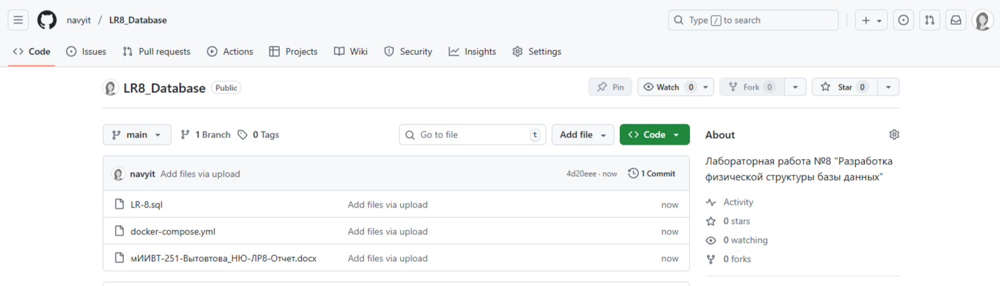 navyit / LR8_Database Type / to search
Code Issues Pull requests Actions Projects Wiki Security Insights Settings
LR8_Database Public Pin Watch 0 Fork 0 Star 0
main 1 Branch 0 Tags Go to file t Add file Code
About
Лабораторная работа №8 "Разработка
физической структуры базы данных"
navyit Add files via upload 4d20eee · now 1 Commit
LR-8.sql Add files via upload now
docker-compose.yml Add files via upload now
мИИВТ-251-Вытовтова_НЮ-ЛР8-Отчет.docx Add files via upload now
Activity
0 stars
0 watching
0 forks